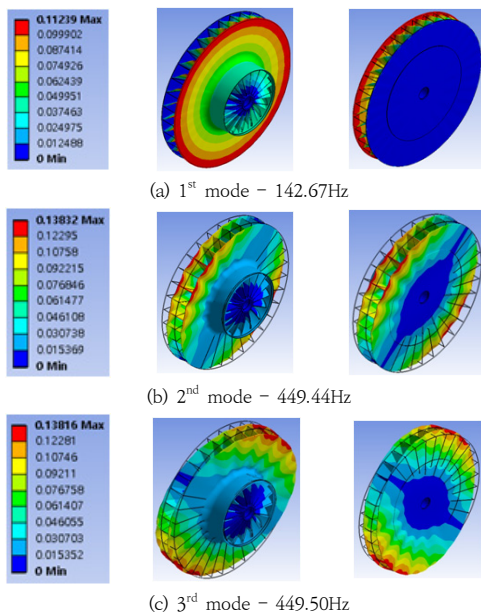 0.11239 Max
0.099902
0.087414
0.074926
0.062439
0.049951
0.037463
0.024975
0.012488
0 Min
(a) 1st mode - 142.67Hz
0.13832 Max
0.12295
0.10758
0.092215
0.076846
0.061477
0.046108
0.030738
0.015369
0 Min
(b) 2nd mode - 449.44Hz
0.13816 Max
0.12281
0.10746
0.09211
0.076758
0.061407
0.046055
0.030703
0.015352
0 Min
(c) 3rd mode - 449.50Hz